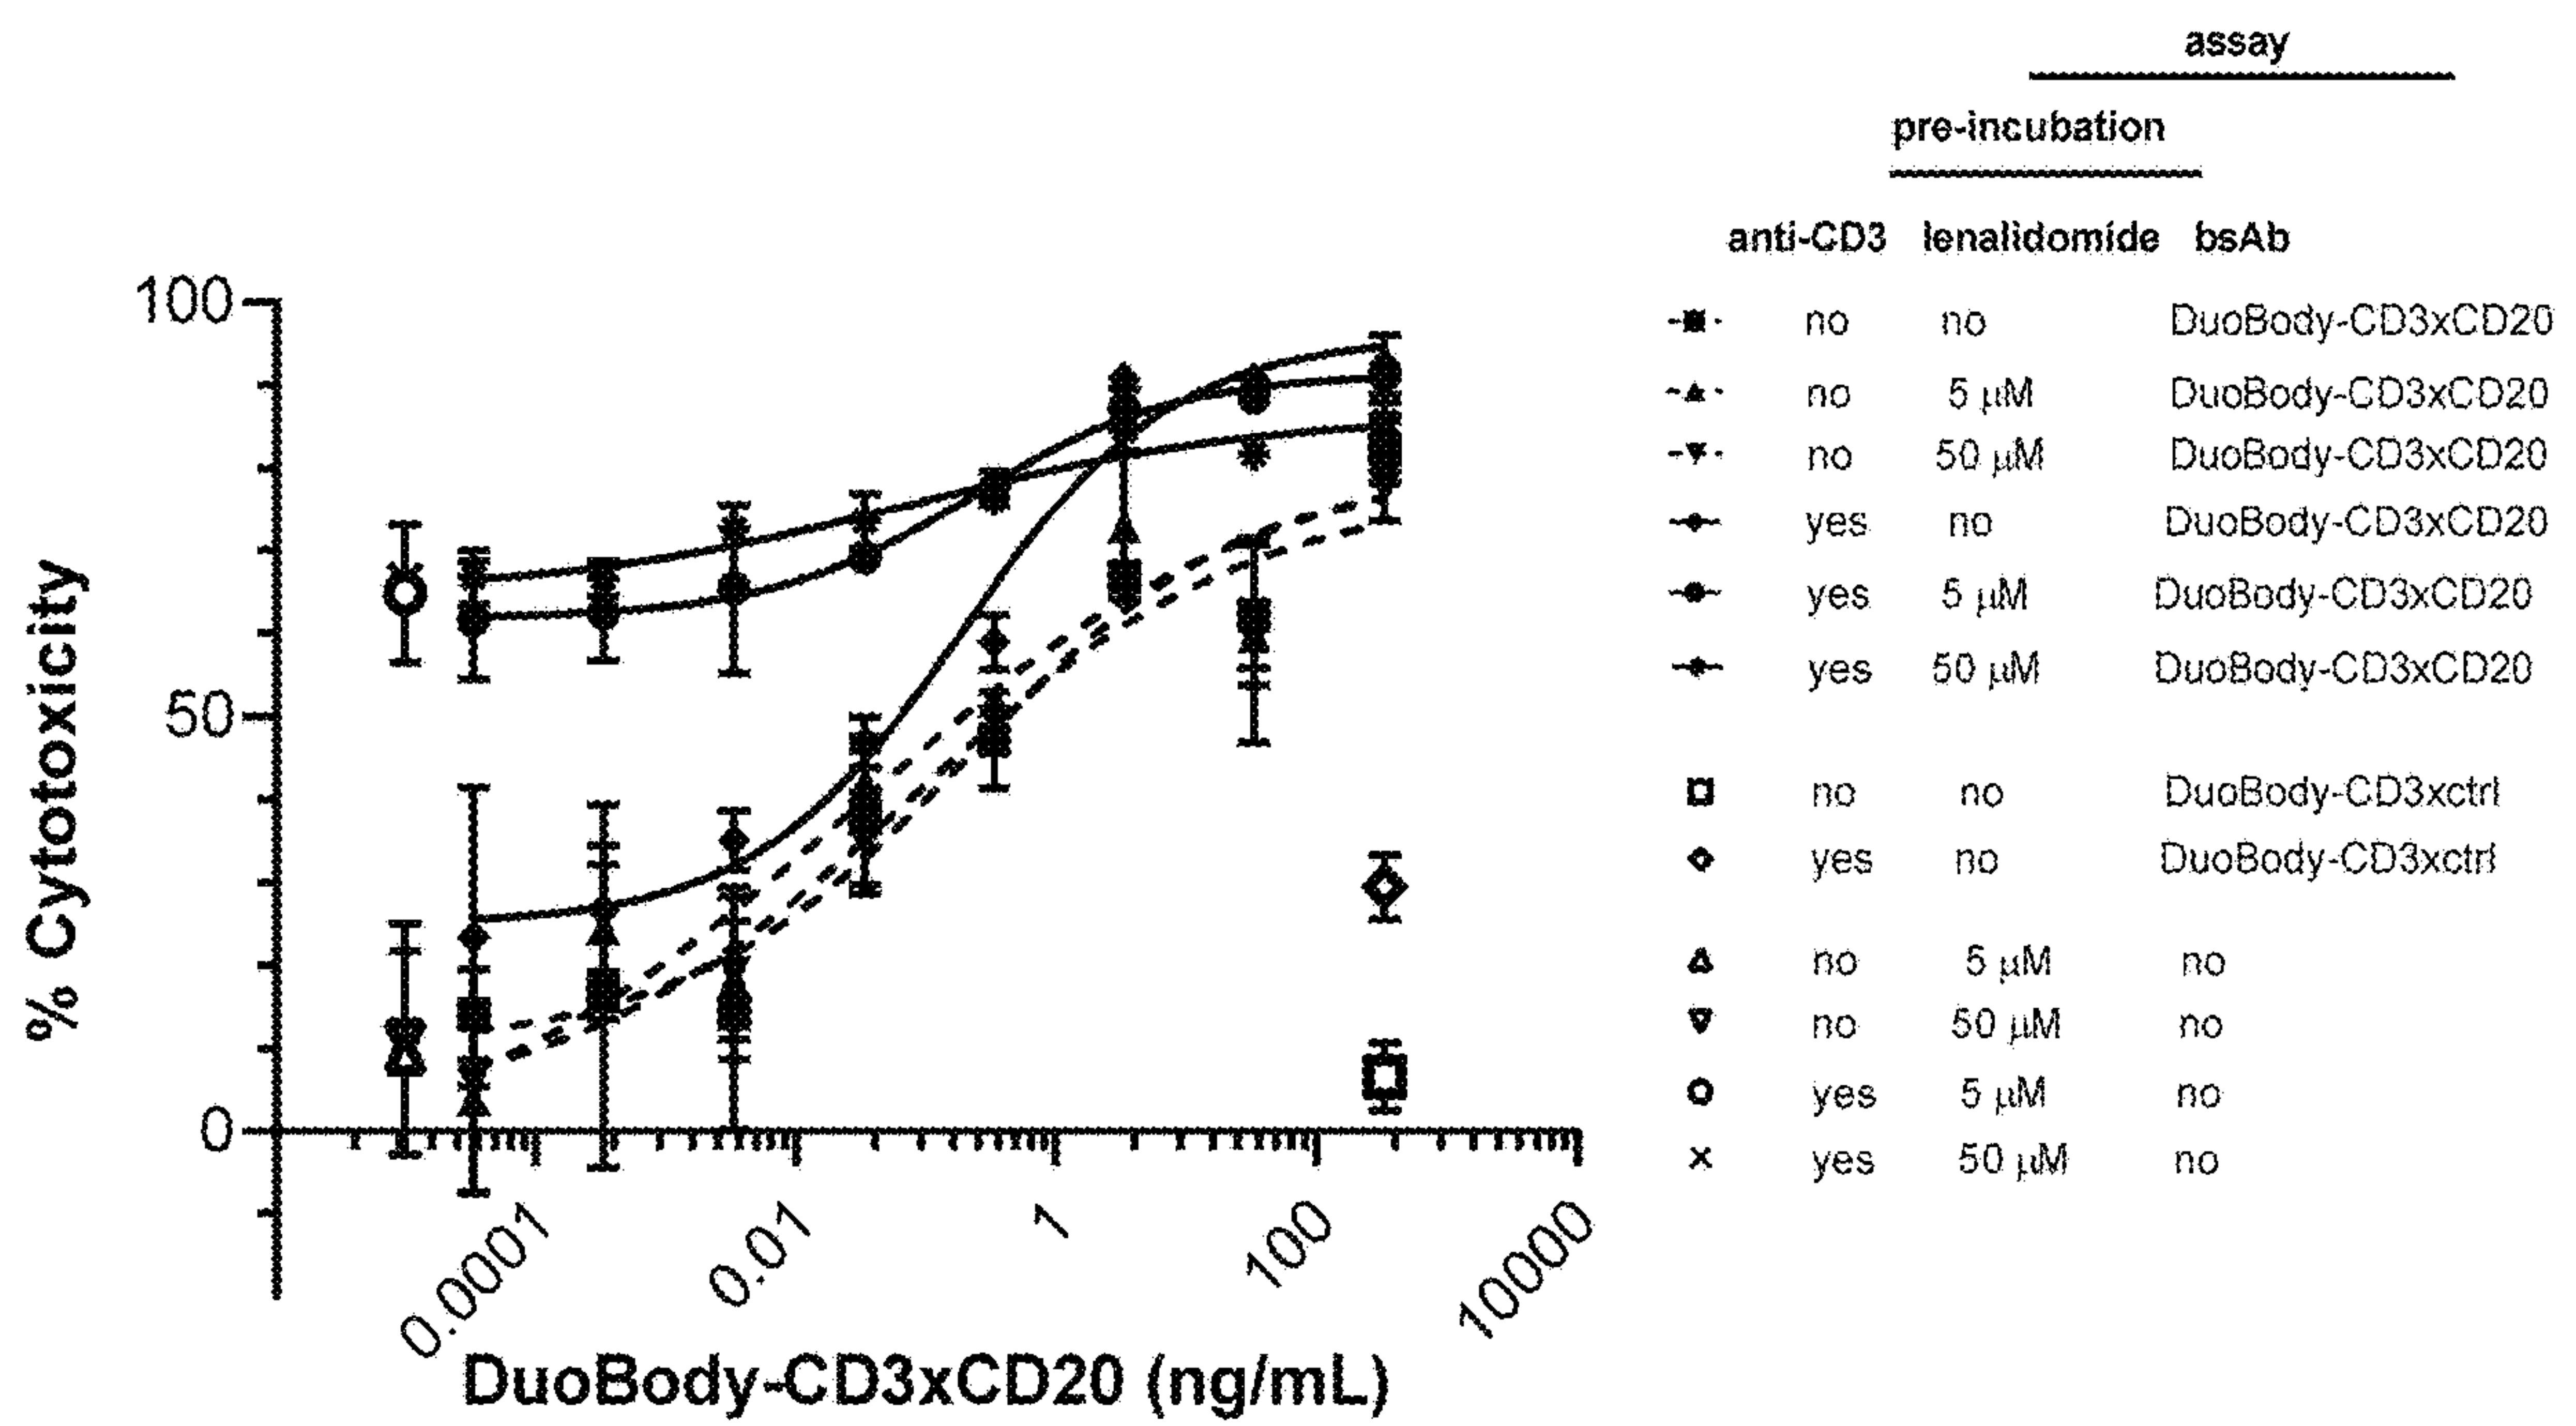 assay
pre-incubation
anti-CD3 lenalidomide bsAb
no no DuoBody-CD3xCD20
no 5 μM DuoBody-CD3xCD20
no 50 μM DuoBody-CD3xCD20
yes no DuoBody-CD3xCD20
yes 5 μM DuoBody-CD3xCD20
yes 50 μM DuoBody-CD3xCD20
no no DuoBody-CD3xctrl
yes no DuoBody-CD3xctrl
no 5 μM no
no 50 μM no
yes 5 μM no
yes 50 μM no
% Cytotoxicity
100
50
0
0.0001 0.01 1 100 10000
DuoBody-CD3xCD20 (ng/mL)